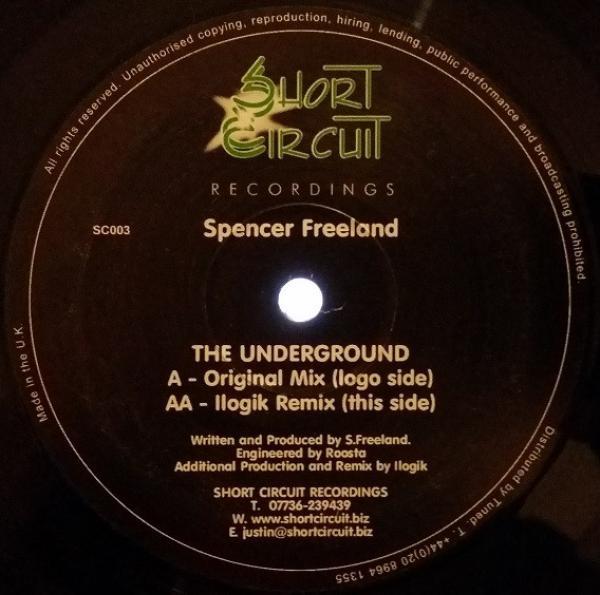 All rights reserved. Unauthorised copying, reproduction, hiring, lending, public performance and broadcasting prohibited.
SHORT
CIRCUIT
RECORDINGS
SC003
Spencer Freeland
THE UNDERGROUND
A - Original Mix (logo side)
AA - Ilogik Remix (this side)
Written and Produced by S.Freeland.
Engineered by Roosta
Additional Production and Remix by Ilogik
SHORT CIRCUIT RECORDINGS
T. 07736-239439
W. www.shortcircuit.biz
E. justin@shortcircuit.biz
Made in the U.K.
Distributed by Tuned. T. +44(0)20 8964 1355